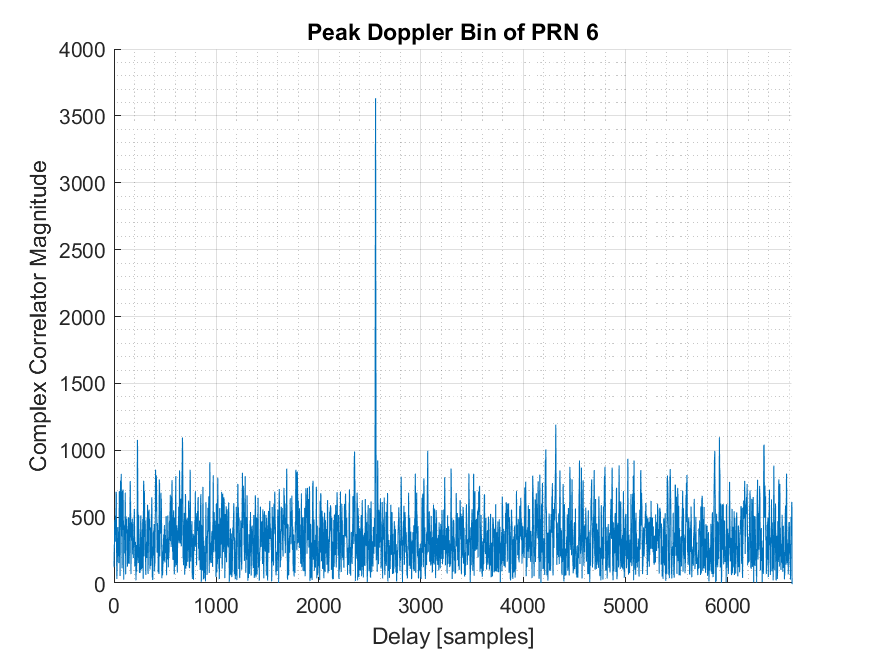 Peak Doppler Bin of PRN 6
4000
3500
3000
2500
2000
1500
1000
500
0
Complex Correlator Magnitude
0 1000 2000 3000 4000 5000 6000
Delay [samples]